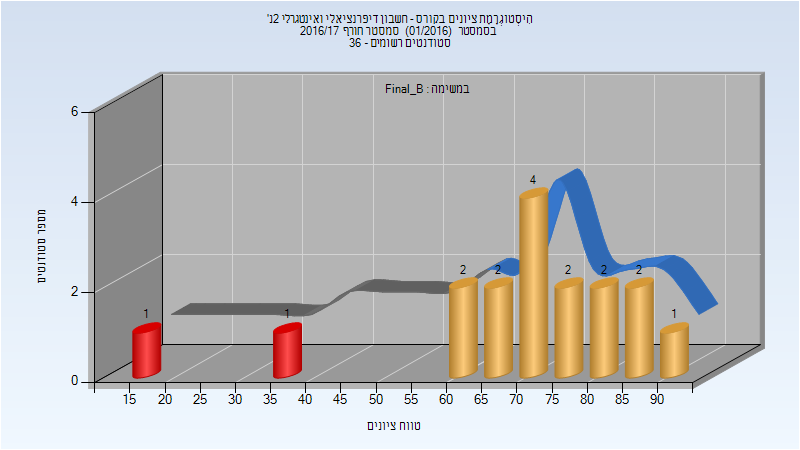 היסטוגרמת ציונים בקורס - חשבון דיפרנציאלי ואינטגרלי 2נ'
בסמסטר (01/2016) סמסטר חורף 2016/17
סטודנטים רשומים - 36
במשימה : Final_B
6
4
2
0
מספר סטודנטים
1
1
2
2
4
2
2
2
1
15 20 25 30 35 40 45 50 55 60 65 70 75 80 85 90
טווח ציונים